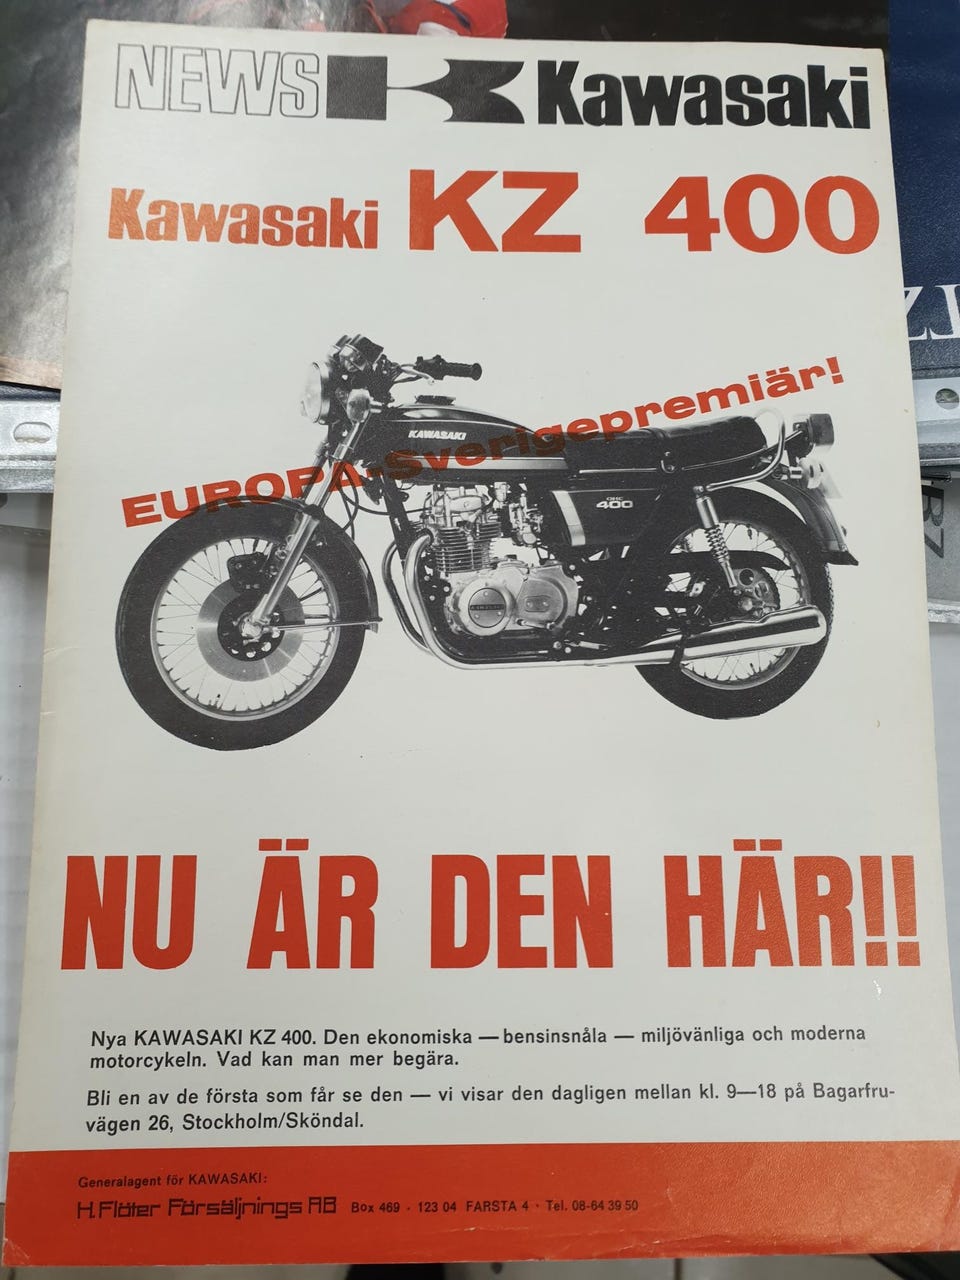 NEWS Kawasaki
Kawasaki KZ 400
EUROPA-Sverigepremiär!
KAWASAKI
OHC
400
NU ÄR DEN HÄR!!
Nya KAWASAKI KZ 400. Den ekonomiska — bensinsnåla — miljövänliga och moderna
motorcykeln. Vad kan man mer begära.
Bli en av de första som får se den — vi visar den dagligen mellan kl. 9—18 på Bagarfru-
vägen 26, Stockholm/Sköndal.
Generalagent för KAWASAKI:
H. Flöter Försäljnings AB Box 469 · 123 04 FARSTA 4 · Tel. 08-64 39 50